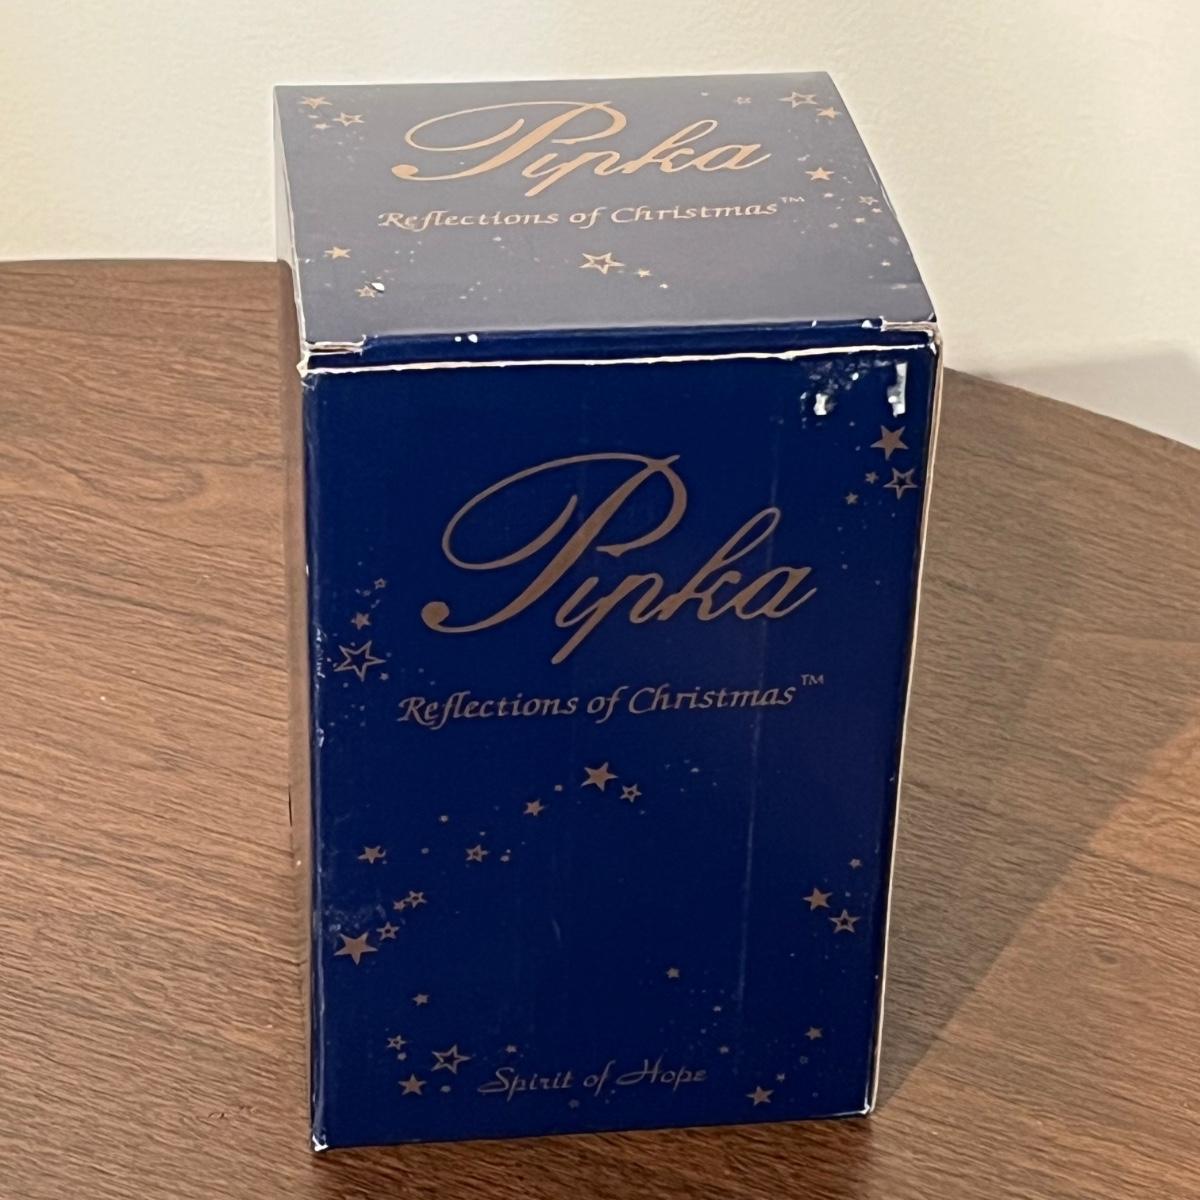 Pipka
Reflections of Christmas™
Pipka
Reflections of Christmas™
Spirit of Hope